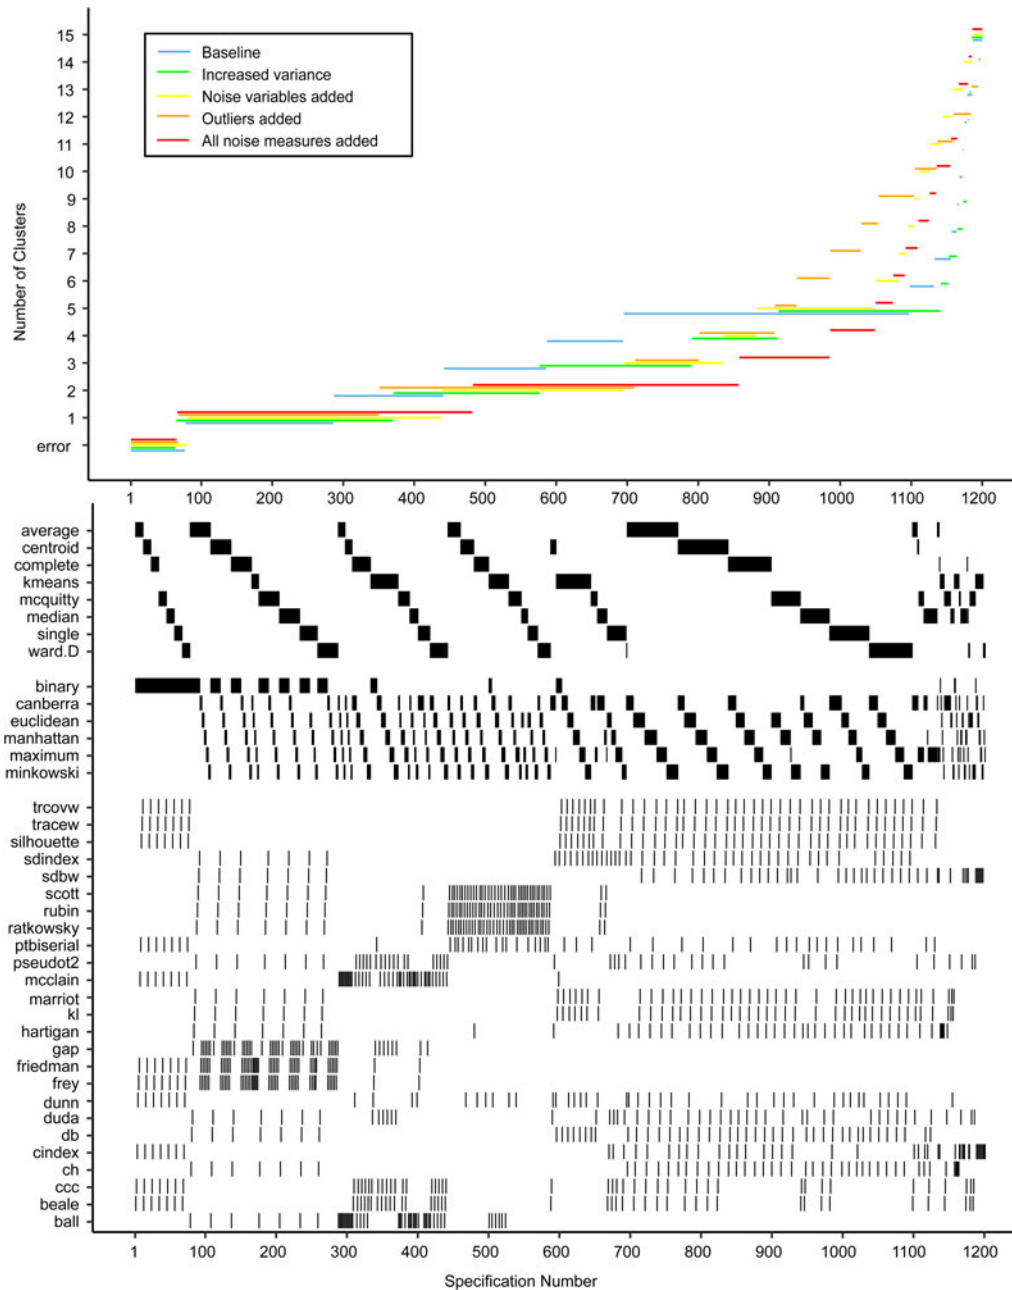 15
14
13
12
11
10
9
8
7
6
5
4
3
2
1
error
Number of Clusters
Baseline
Increased variance
Noise variables added
Outliers added
All noise measures added
1 100 200 300 400 500 600 700 800 900 1000 1100 1200
average
centroid
complete
kmeans
mcquitty
median
single
ward.D
binary
canberra
euclidean
manhattan
maximum
minkowski
trcovw
tracew
silhouette
sdindex
sdbw
scott
rubin
ratkowsky
ptbiserial
pseudot2
mcclain
marriot
kl
hartigan
gap
friedman
frey
dunn
duda
db
cindex
ch
ccc
beale
ball
1 100 200 300 400 500 600 700 800 900 1000 1100 1200
Specification Number